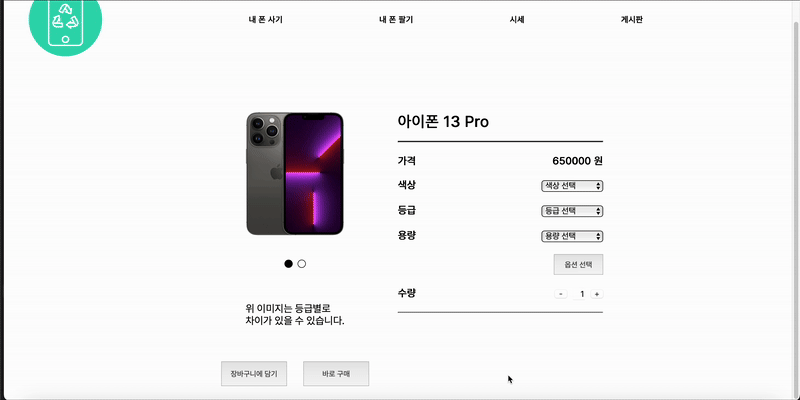 내 폰 사기
내 폰 팔기
시세
게시판
아이폰 13 Pro
가격
650000 원
색상
색상 선택
등급
등급 선택
용량
용량 선택
옵션 선택
수량
- 1 +
위 이미지는 등급별로
차이가 있을 수 있습니다.
장바구니에 담기
바로 구매